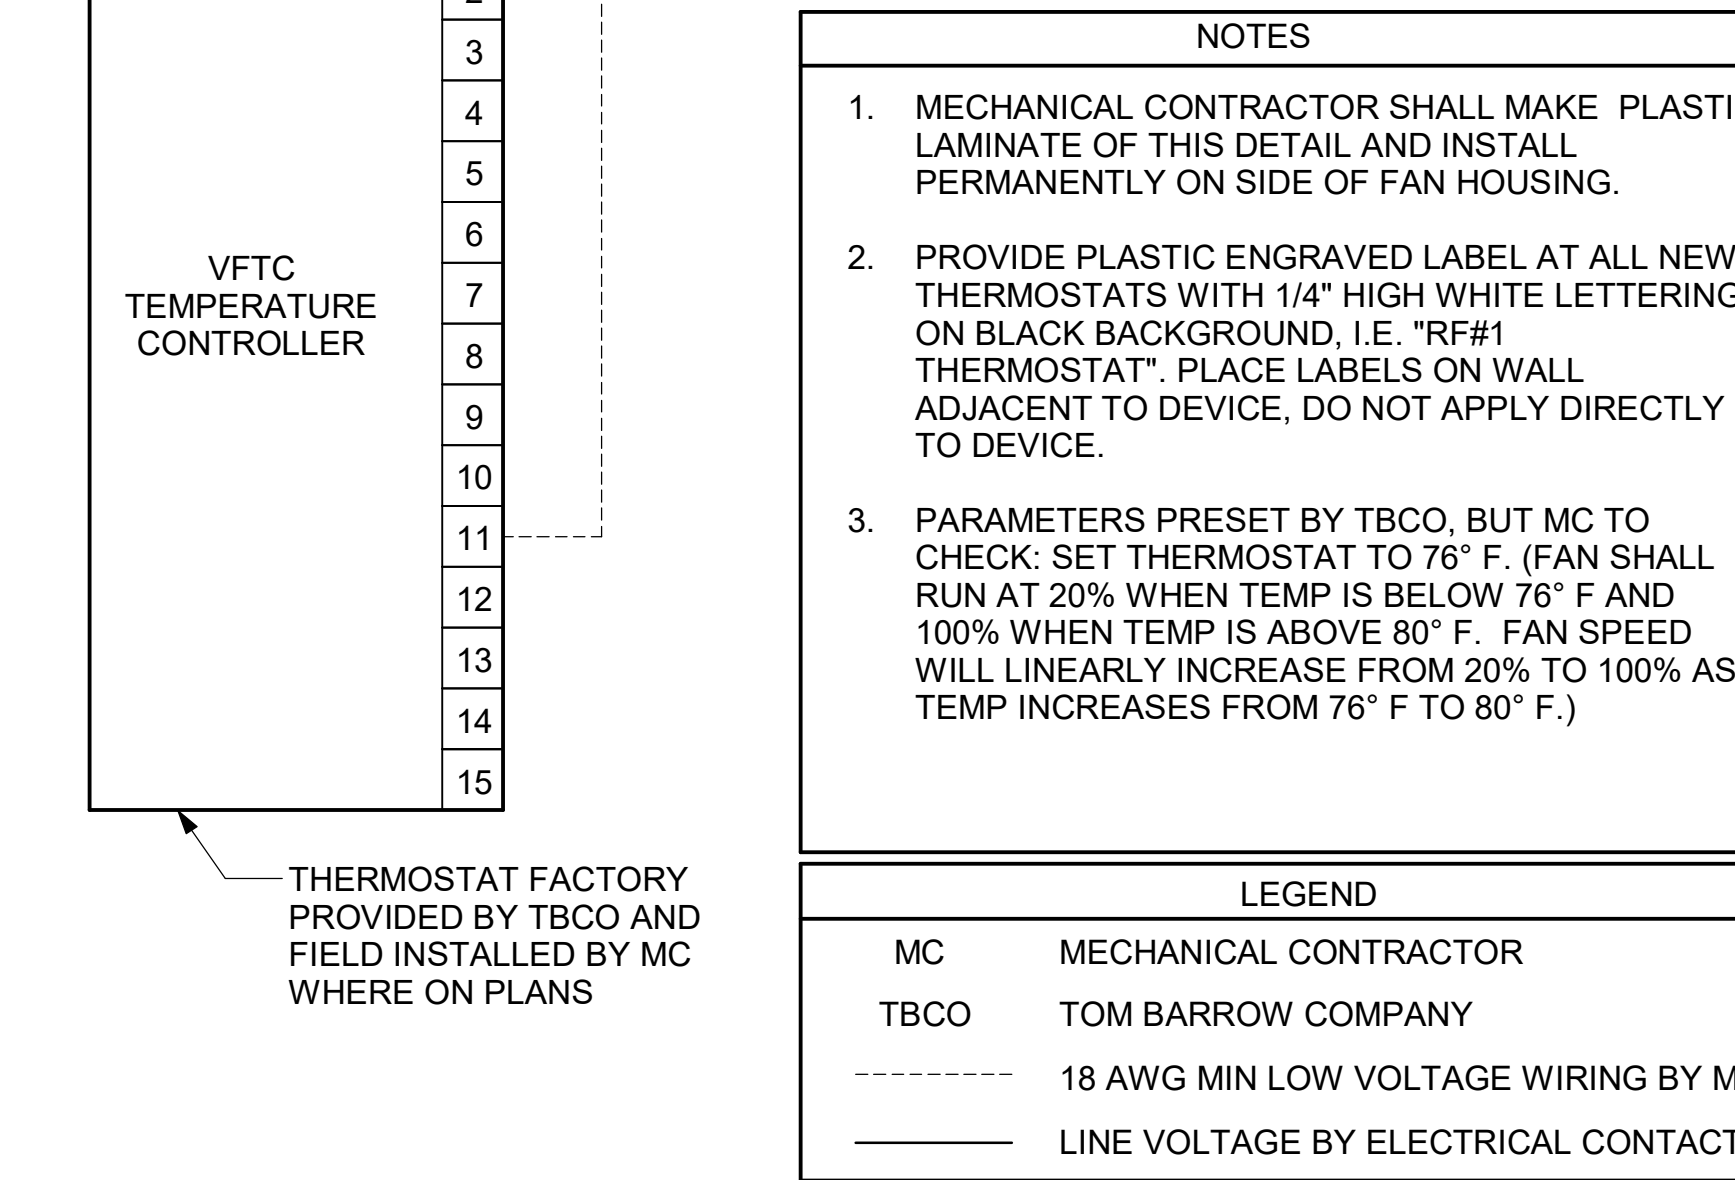 3
4
5
6
7
8
9
10
11
12
13
14
15
VFTC
TEMPERATURE
CONTROLLER
THERMOSTAT FACTORY
PROVIDED BY TBCO AND
FIELD INSTALLED BY MC
WHERE ON PLANS
NOTES
1. MECHANICAL CONTRACTOR SHALL MAKE PLASTI
LAMINATE OF THIS DETAIL AND INSTALL
PERMANENTLY ON SIDE OF FAN HOUSING.
2. PROVIDE PLASTIC ENGRAVED LABEL AT ALL NEW
THERMOSTATS WITH 1/4" HIGH WHITE LETTERING
ON BLACK BACKGROUND, I.E. "RF#1
THERMOSTAT". PLACE LABELS ON WALL
ADJACENT TO DEVICE, DO NOT APPLY DIRECTLY
TO DEVICE.
3. PARAMETERS PRESET BY TBCO, BUT MC TO
CHECK: SET THERMOSTAT TO 76° F. (FAN SHALL
RUN AT 20% WHEN TEMP IS BELOW 76° F AND
100% WHEN TEMP IS ABOVE 80° F. FAN SPEED
WILL LINEARLY INCREASE FROM 20% TO 100% AS
TEMP INCREASES FROM 76° F TO 80° F.)
LEGEND
MC MECHANICAL CONTRACTOR
TBCO TOM BARROW COMPANY
18 AWG MIN LOW VOLTAGE WIRING BY M
LINE VOLTAGE BY ELECTRICAL CONTACT